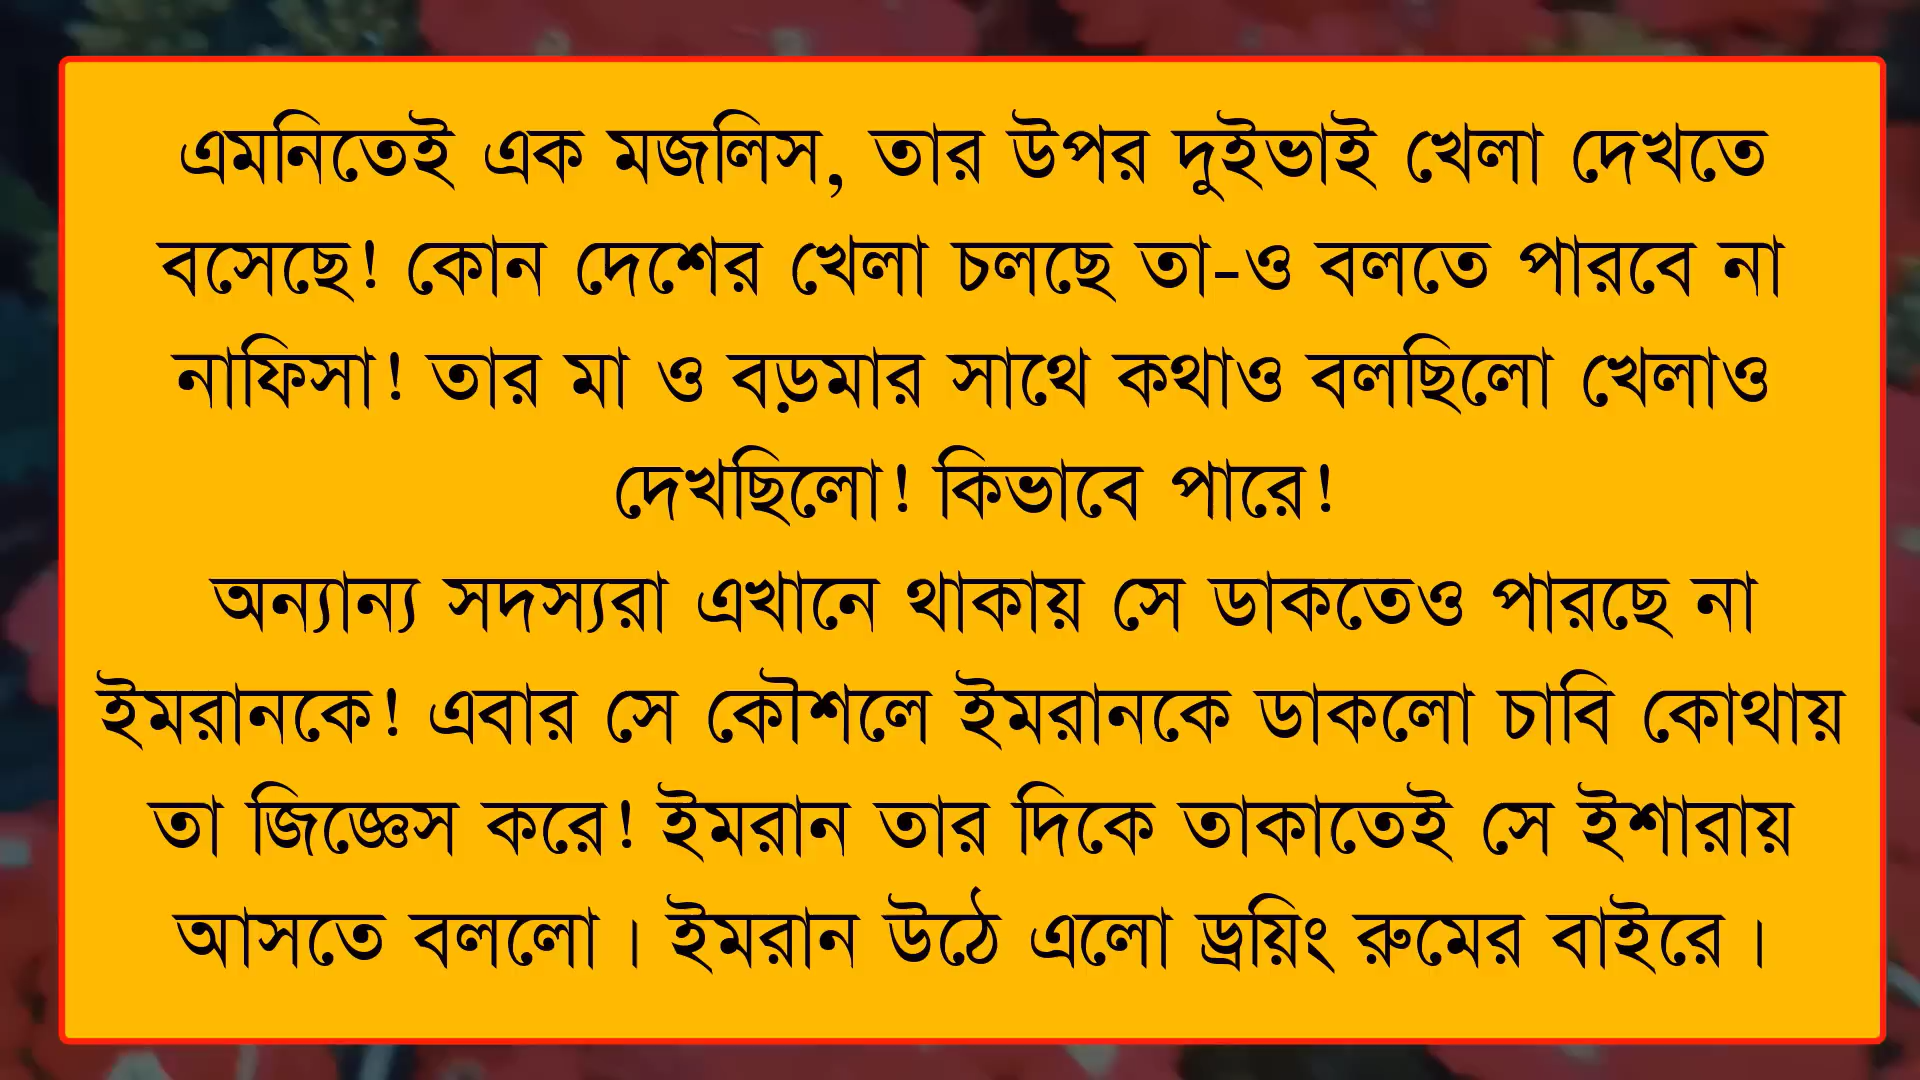 এমনিতেই এক মজলিস, তার উপর দুইভাই খেলা দেখতে
বসেছে! কোন দেশের খেলা চলছে তা-ও বলতে পারবে না
নাফিসা! তার মা ও বড়মার সাথে কথাও বলছিলো খেলাও
দেখছিলো! কিভাবে পারে!
অন্যান্য সদস্যরা এখানে থাকায় সে ডাকতেও পারছে না
ইমরানকে! এবার সে কৌশলে ইমরানকে ডাকলো চাবি কোথায়
তা জিজ্ঞেস করে! ইমরান তার দিকে তাকাতেই সে ইশারায়
আসতে বললো। ইমরান উঠে এলো ড্রয়িং রুমের বাইরে।